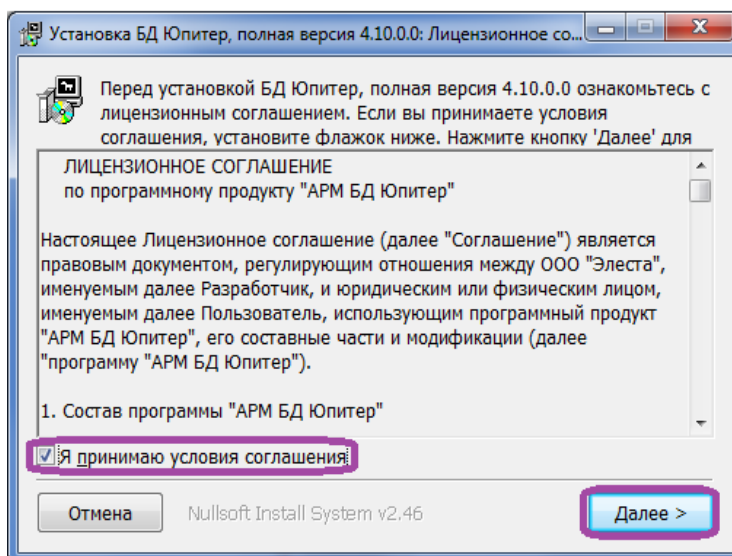 Установка БД Юпитер, полная версия 4.10.0.0: Лицензионное со...
Перед установкой БД Юпитер, полная версия 4.10.0.0 ознакомьтесь с
лицензионным соглашением. Если вы принимаете условия
соглашения, установите флажок ниже. Нажмите кнопку 'Далее' для
ЛИЦЕНЗИОННОЕ СОГЛАШЕНИЕ
по программному продукту "АРМ БД Юпитер"
Настоящее Лицензионное соглашение (далее "Соглашение") является
правовым документом, регулирующим отношения между ООО "Элеста",
именуемым далее Разработчик, и юридическим или физическим лицом,
именуемым далее Пользователь, использующим программный продукт
"АРМ БД Юпитер", его составные части и модификации (далее
"программу "АРМ БД Юпитер").
1. Состав программы "АРМ БД Юпитер"
Я принимаю условия соглашения
Отмена
Nullsoft Install System v2.46
Далее >